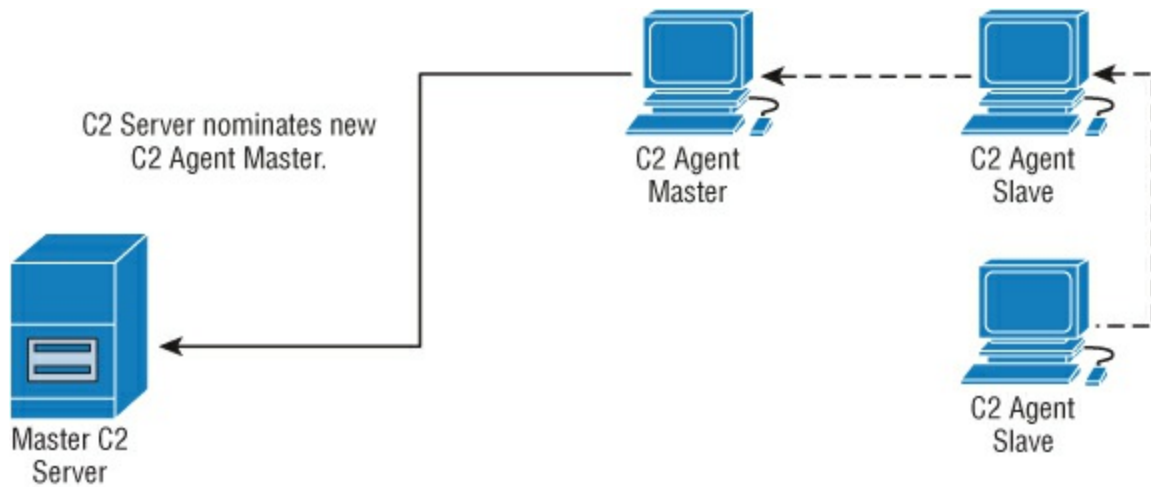 C2 Server nominates new
C2 Agent Master.
C2 Agent
Master
C2 Agent
Slave
C2 Agent
Slave
Master C2
Server